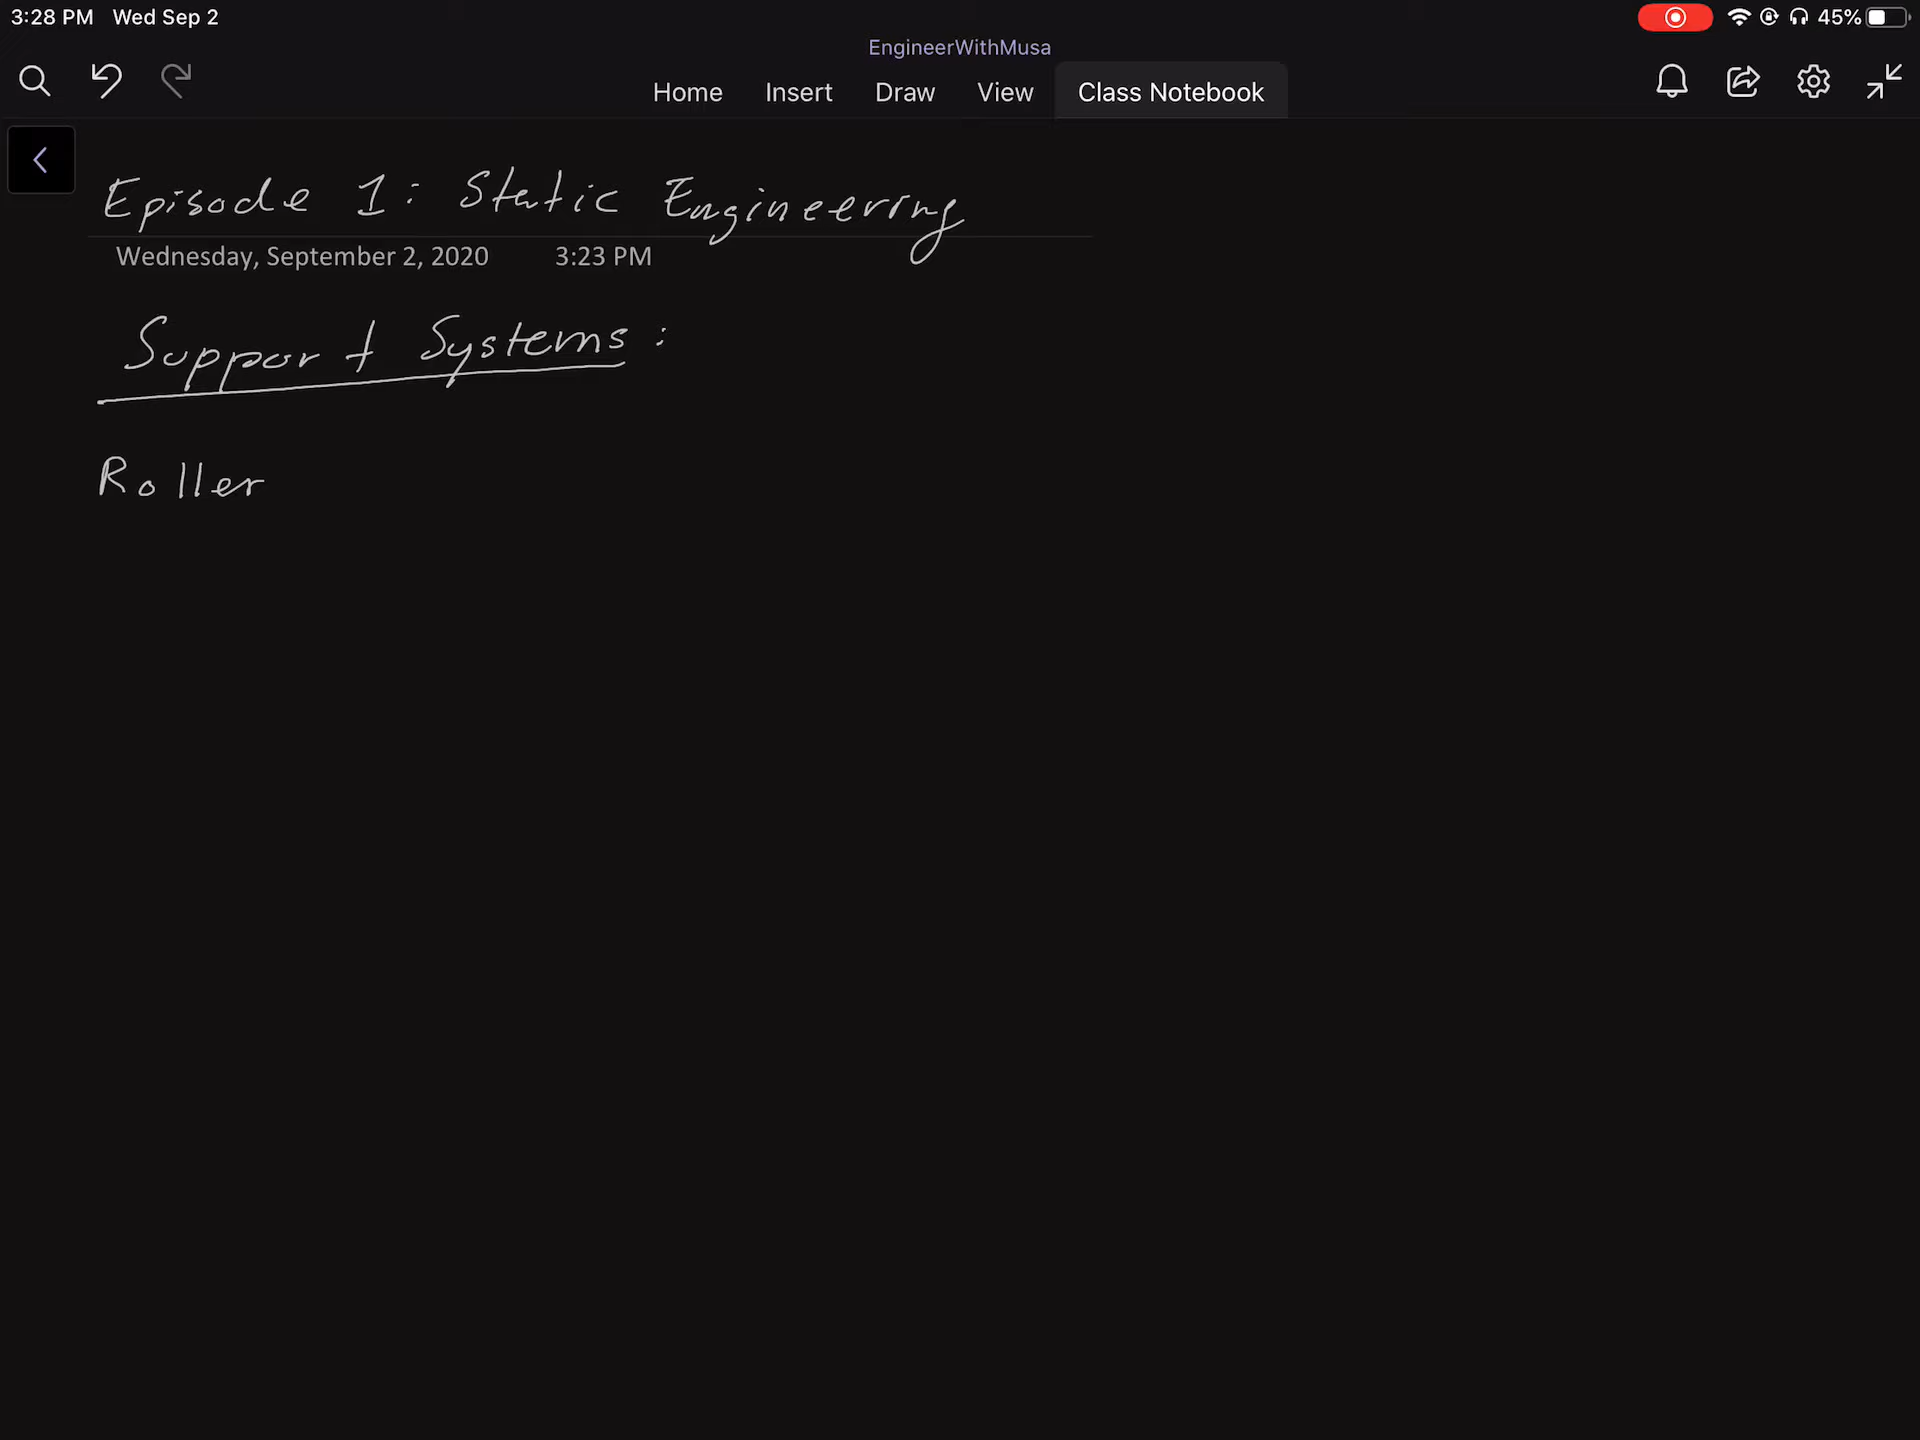 3:28 PM Wed Sep 2 45%
EngineerWithMusa
Home Insert Draw View Class Notebook
Episode 1: Static Engineering
Wednesday, September 2, 2020 3:23 PM
Support Systems:
Roller